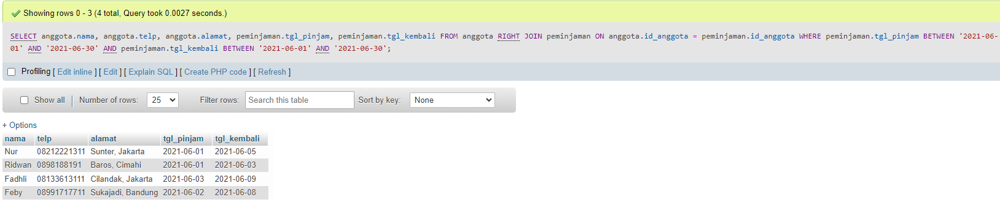 Showing rows 0 - 3 (4 total, Query took 0.0027 seconds.)
SELECT anggota.nama, anggota.telp, anggota.alamat, peminjaman.tgl_pinjam, peminjaman.tgl_kembali FROM anggota RIGHT JOIN peminjaman ON anggota.id_anggota = peminjaman.id_anggota WHERE peminjaman.tgl_pinjam BETWEEN '2021-06-
01' AND '2021-06-30' AND peminjaman.tgl_kembali BETWEEN '2021-06-01' AND '2021-06-30';
Profiling [ Edit inline ] [ Edit ] [ Explain SQL ] [ Create PHP code ] [ Refresh ]
Show all | Number of rows: 25 Filter rows: Search this table Sort by key: None
+ Options
nama telp alamat tgl_pinjam tgl_kembali
Nur 08212221311 Sunter, Jakarta 2021-06-01 2021-06-05
Ridwan 0898188191 Baros, Cimahi 2021-06-01 2021-06-03
Fadhli 08133613111 Cilandak, Jakarta 2021-06-03 2021-06-09
Feby 08991717711 Sukajadi, Bandung 2021-06-02 2021-06-08